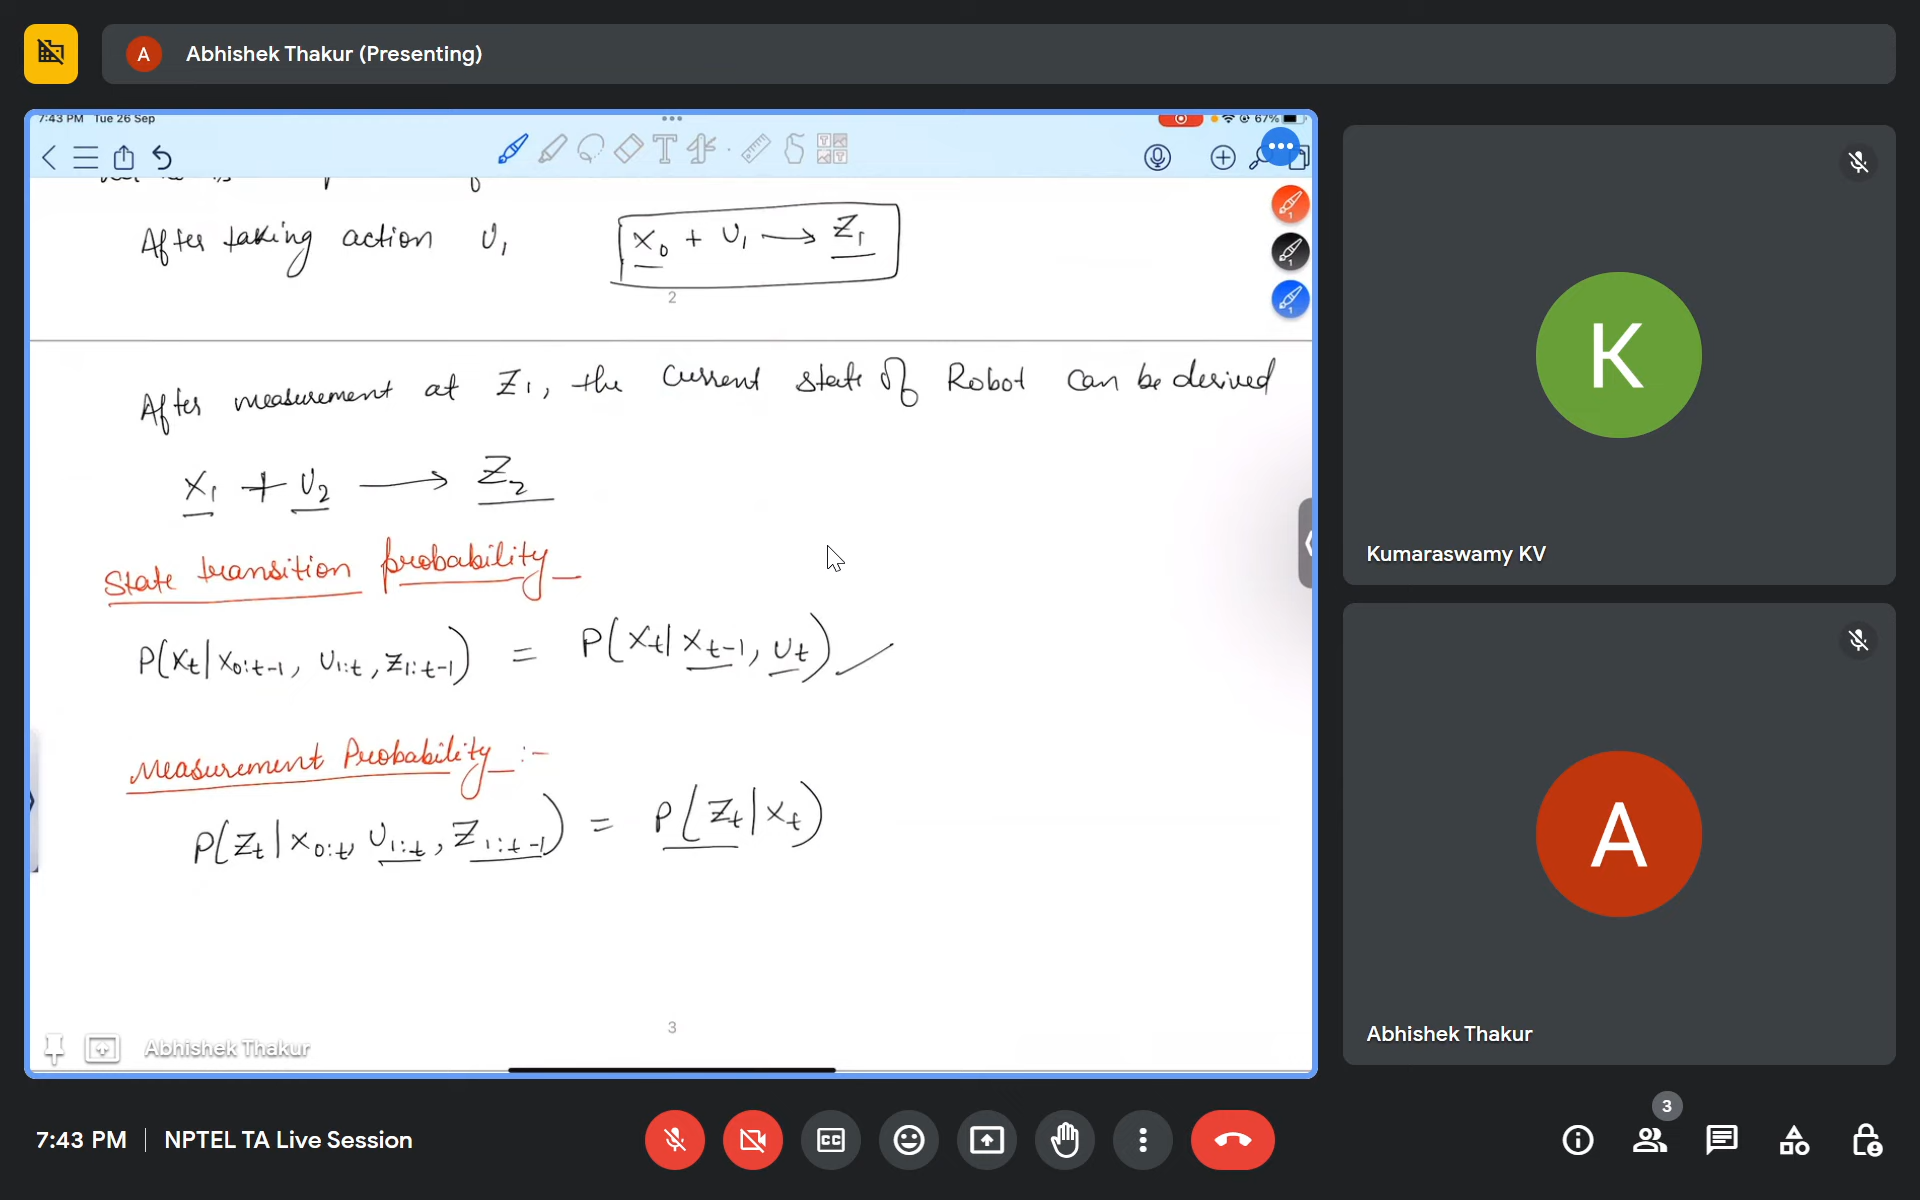 A Abhishek Thakur (Presenting)
7:43 PM Tue 26 Sep
67%
After taking action U₁
X₀ + U₁ → Z₁
2
After measurement at Z₁, the current state of Robot can be derived
X₁ + U₂ → Z₂
State transition probability
P(Xt|X0:t-1, U1:t, Z1:t-1) = P(Xt|Xt-1, Ut)
Measurement Probability :-
P(Zt|X0:t, U1:t, Z1:t-1) = P(Zt|Xt)
3
Abhishek Thakur
K
Kumaraswamy KV
A
Abhishek Thakur
7:43 PM | NPTEL TA Live Session
CC
3